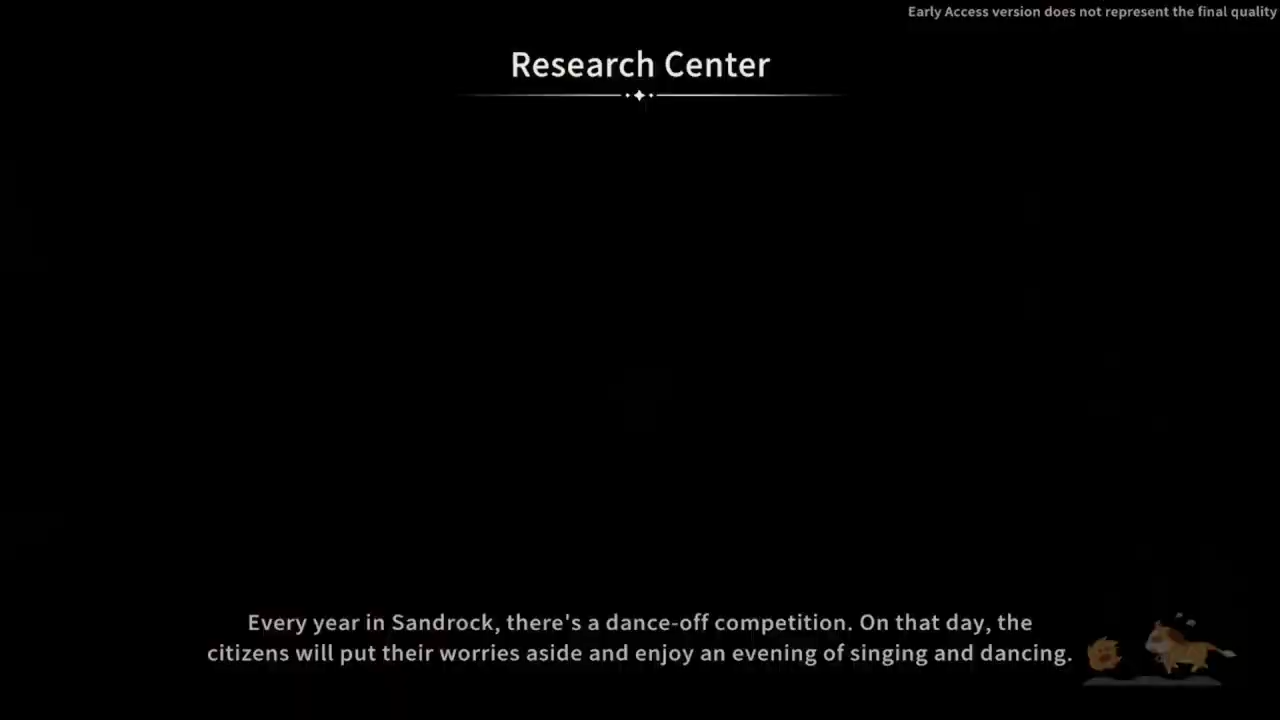 Early Access version does not represent the final quality
Research Center
Every year in Sandrock, there's a dance-off competition. On that day, the
citizens will put their worries aside and enjoy an evening of singing and dancing.